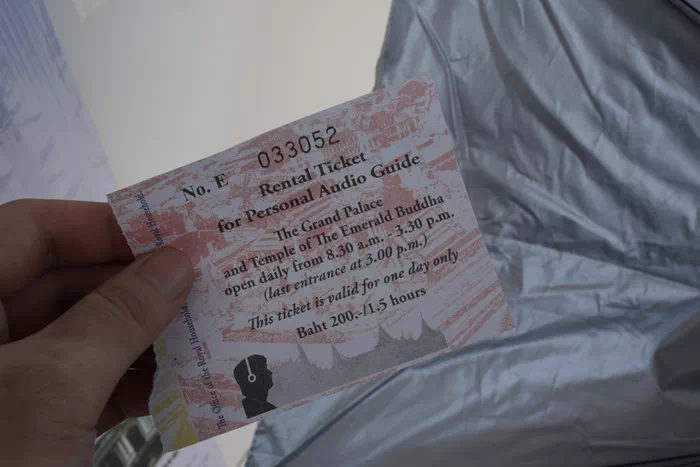 No. E 033052
Rental Ticket
for Personal Audio Guide
The Grand Palace
and Temple of The Emerald Buddha
open daily from 8.30 a.m. - 3.30 p.m.
(last entrance at 3.00 p.m.)
This ticket is valid for one day only
Baht 200.-/1.5 hours
The Office of the Royal Household
Household